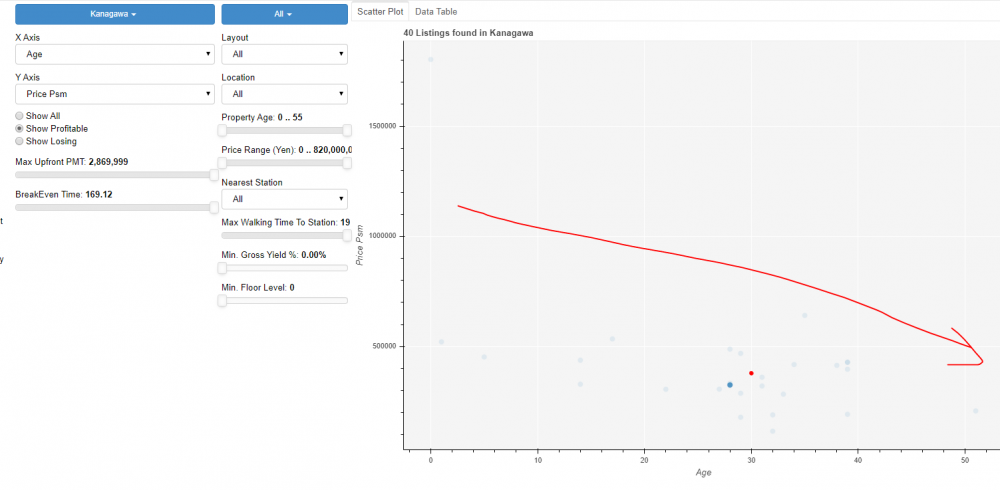 Kanagawa
All
Scatter Plot
Data Table
X Axis
Age
Y Axis
Price Psm
Show All
Show Profitable
Show Losing
Max Upfront PMT: 2,869,999
BreakEven Time: 169.12
t
y
Layout
All
Location
All
Property Age: 0 .. 55
Price Range (Yen): 0 .. 820,000,0
Nearest Station
All
Max Walking Time To Station: 19
Min. Gross Yield %: 0.00%
Min. Floor Level: 0
40 Listings found in Kanagawa
Price Psm
1500000
1000000
500000
0
10
20
30
40
50
Age